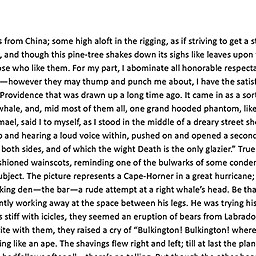 s from China; some high aloft in the rigging, as if striving to get a st
, and though this pine-tree shakes down its sighs like leaves upon
ose who like them. For my part, I abominate all honorable respecta
—however they may thump and punch me about, I have the satis
Providence that was drawn up a long time ago. It came in as a sort
whale, and, mid most of them all, one grand hooded phantom, like
mael, said I to myself, as I stood in the middle of a dreary street sho
p and hearing a loud voice within, pushed on and opened a second
both sides, and of which the wight Death is the only glazier." True
shioned wainscots, reminding one of the bulwarks of some conder
ubject. The picture represents a Cape-Horner in a great hurricane;
king den—the bar—a rude attempt at a right whale's head. Be tha
ntly working away at the space between his legs. He was trying his
s stiff with icicles, they seemed an eruption of bears from Labrado
rite with them, they raised a cry of "Bulkington! Bulkington! where
ing like an ape. The shavings flew right and left; till at last the plan